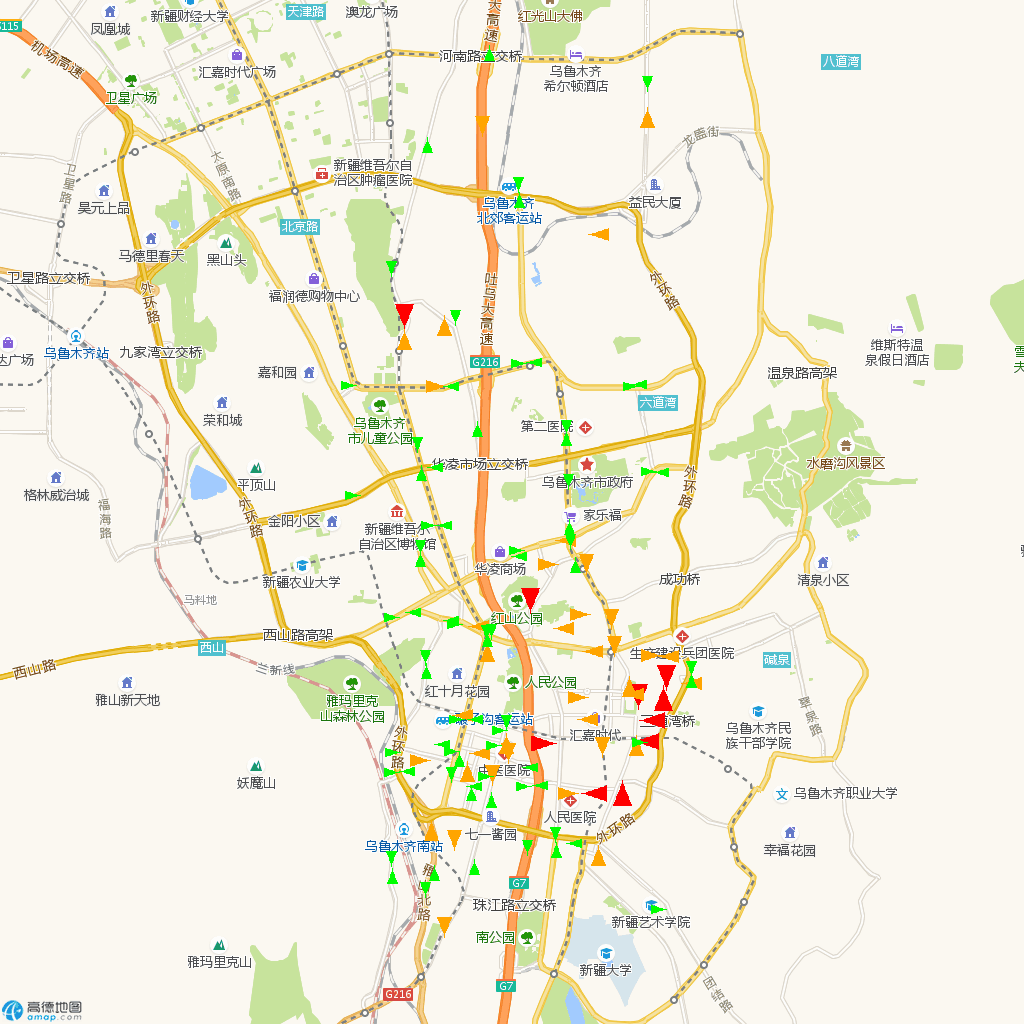 新疆财经大学
天津路
澳龙广场
红光山大佛
凤凰城
S115
机场高速
大高速
河南路立交桥
八道湾
汇嘉时代广场
乌鲁木齐
希尔顿酒店
卫星广场
龙盛街
太原南路
卫星路
新疆维吾尔自
治区肿瘤医院
昊元上品
益民大厦
乌鲁木齐
北郊客运站
北京路
马德里春天
黑山头
卫星路立交桥
外环路
外环路
福润德购物中心
吐乌大高速
乌鲁木齐站
达广场
九家湾立交桥
G216
维斯特温
泉假日酒店
雪
夫
嘉和园
温泉路高架
荣和城
六道湾
乌鲁木齐
市儿童公园
第二医院
华凌市场立交桥
水磨沟风景区
平顶山
外环路
乌鲁木齐市政府
格林威治城
福海路
外环路
金阳小区
新疆维吾尔
自治区博物馆
家乐福
华凌商场
新疆农业大学
成功桥
清泉小区
马料地
红山公园
西山路高架
西山
生产建设兵团医院
碱泉
西山路
兰新线
雅山新天地
雅玛里克
山森林公园
红十月花园
人民公园
翠泉路
碾子沟客运站
外环路
汇嘉时代
道湾桥
乌鲁木齐民
族干部学院
中医医院
妖魔山
乌鲁木齐职业大学
人民医院
外环路
七一酱园
乌鲁木齐南站
幸福花园
雅山北路
G7
珠江路立交桥
新疆艺术学院
南公园
雅玛里克山
新疆大学
G7
G216
团结路
高德地图
amap.com